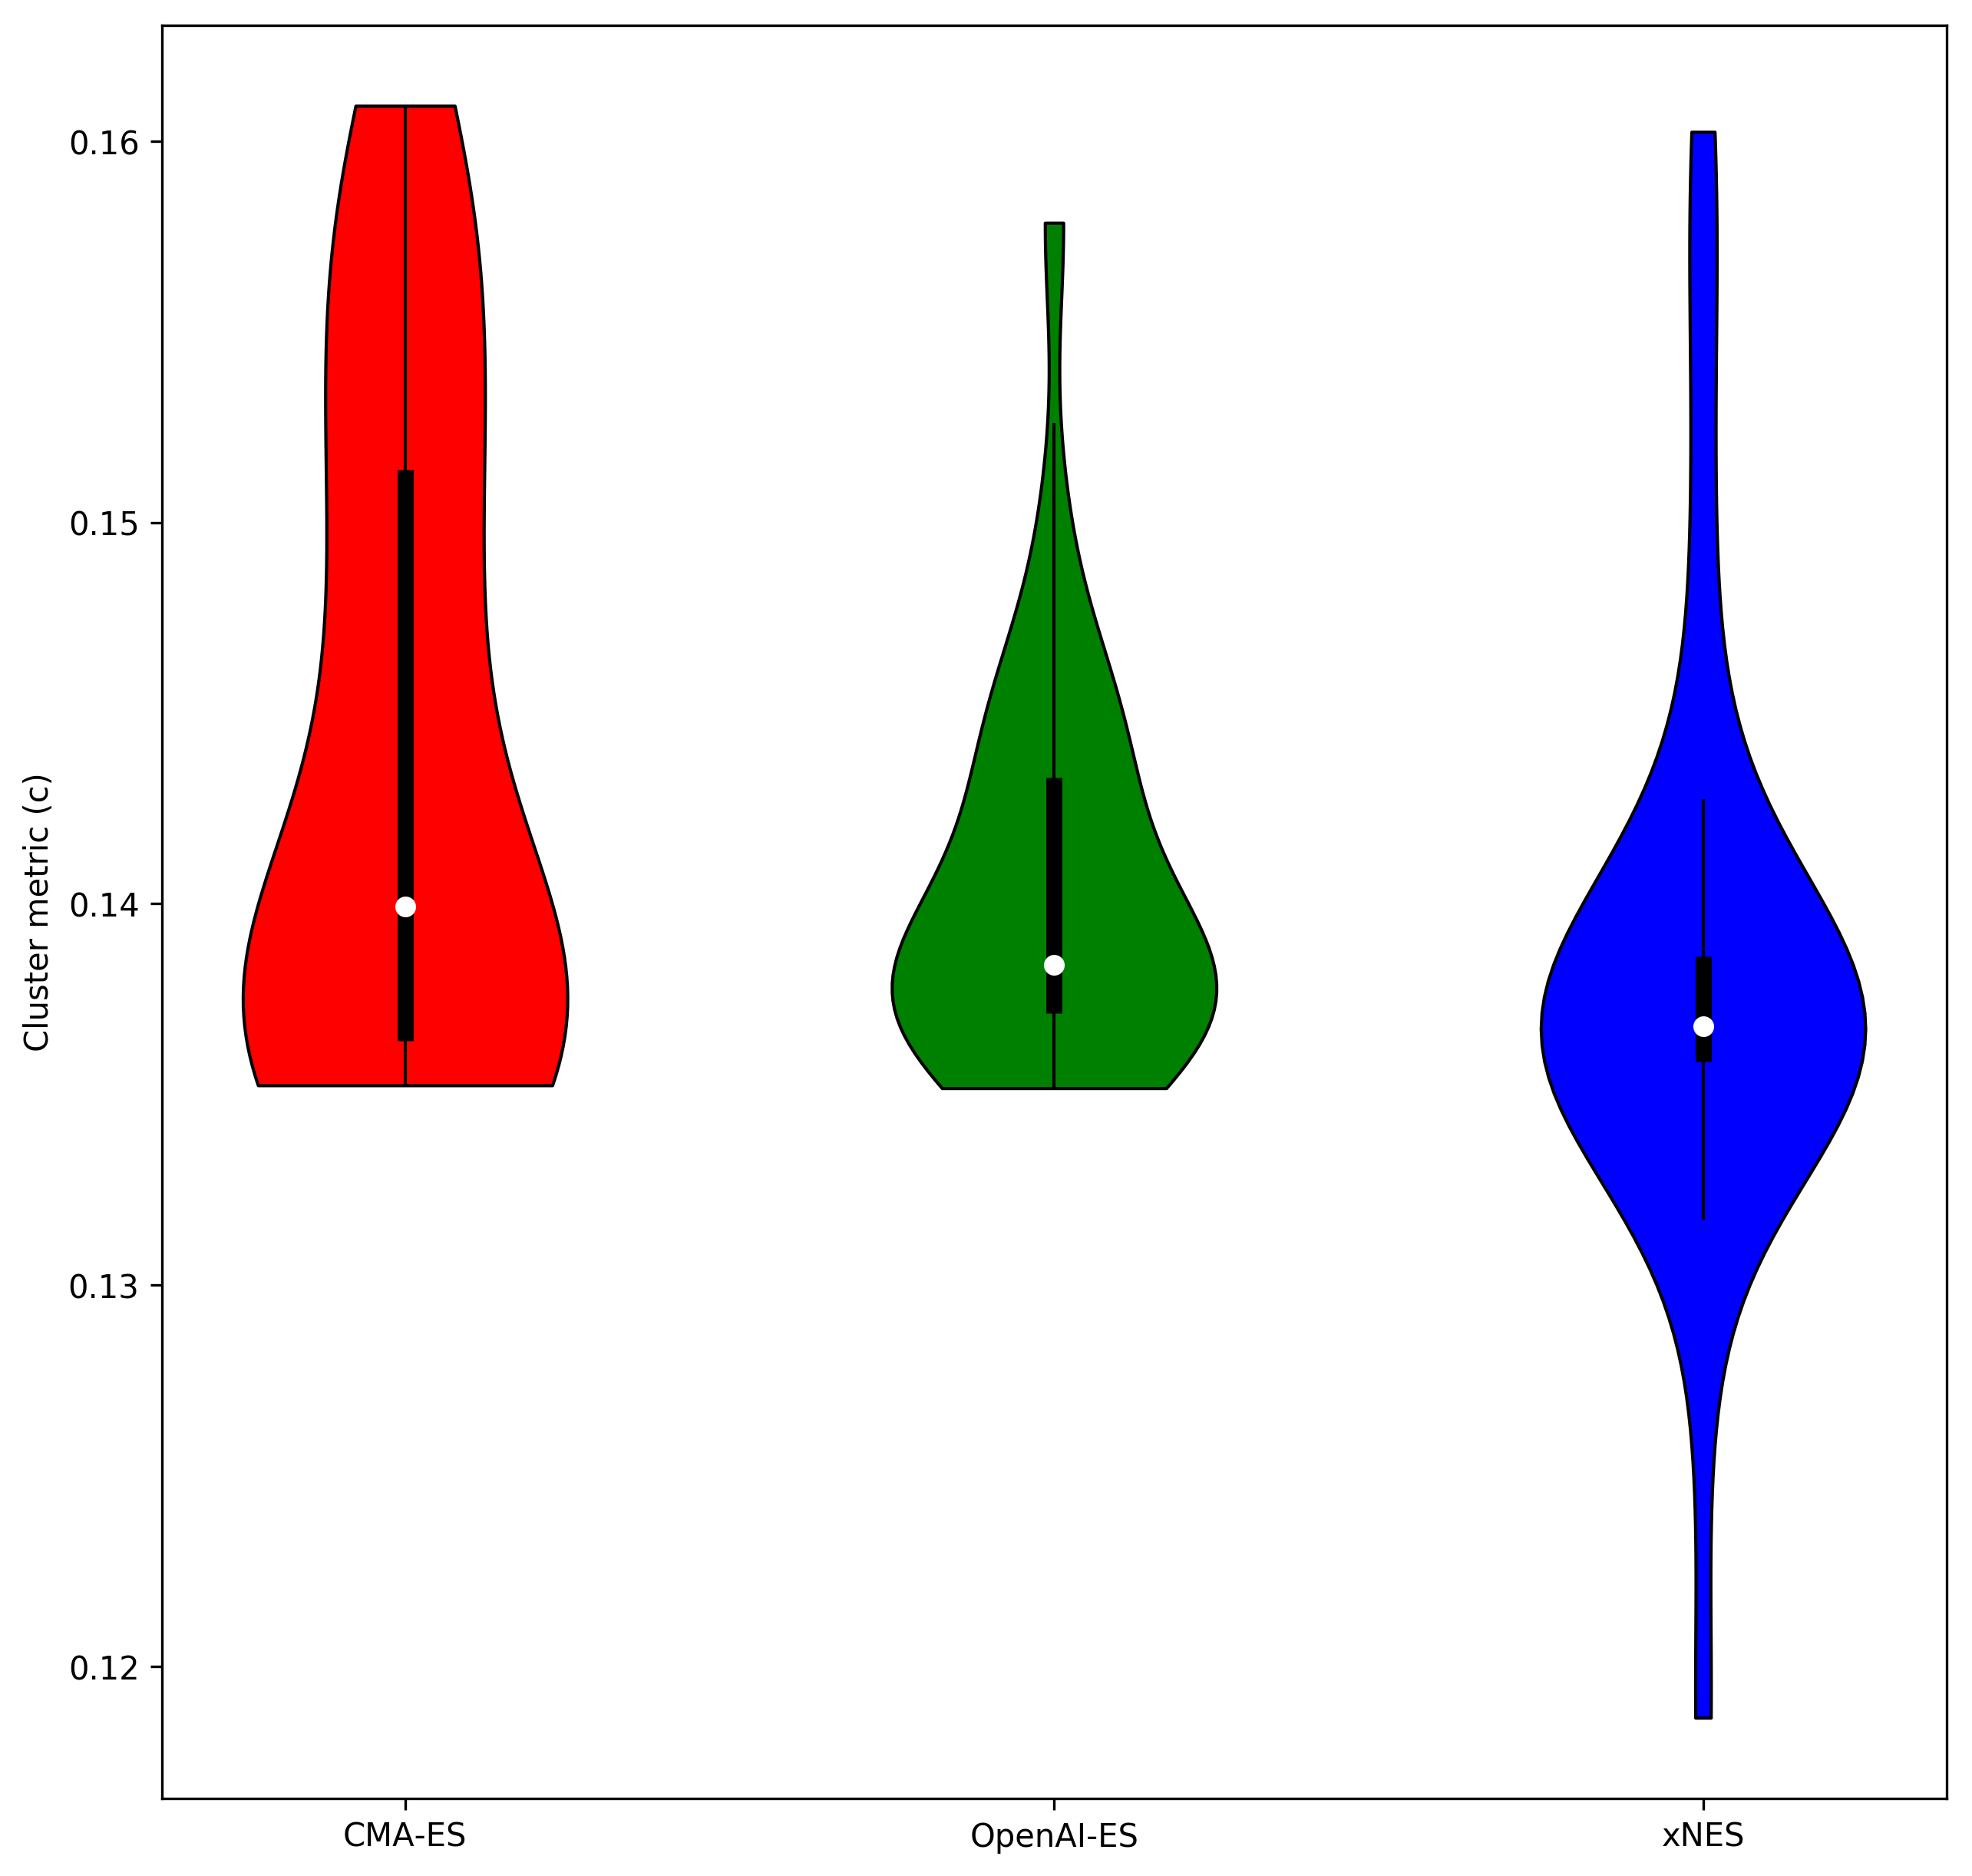 Cluster metric (c)
0.16
0.15
0.14
0.13
0.12
CMA-ES
OpenAI-ES
xNES